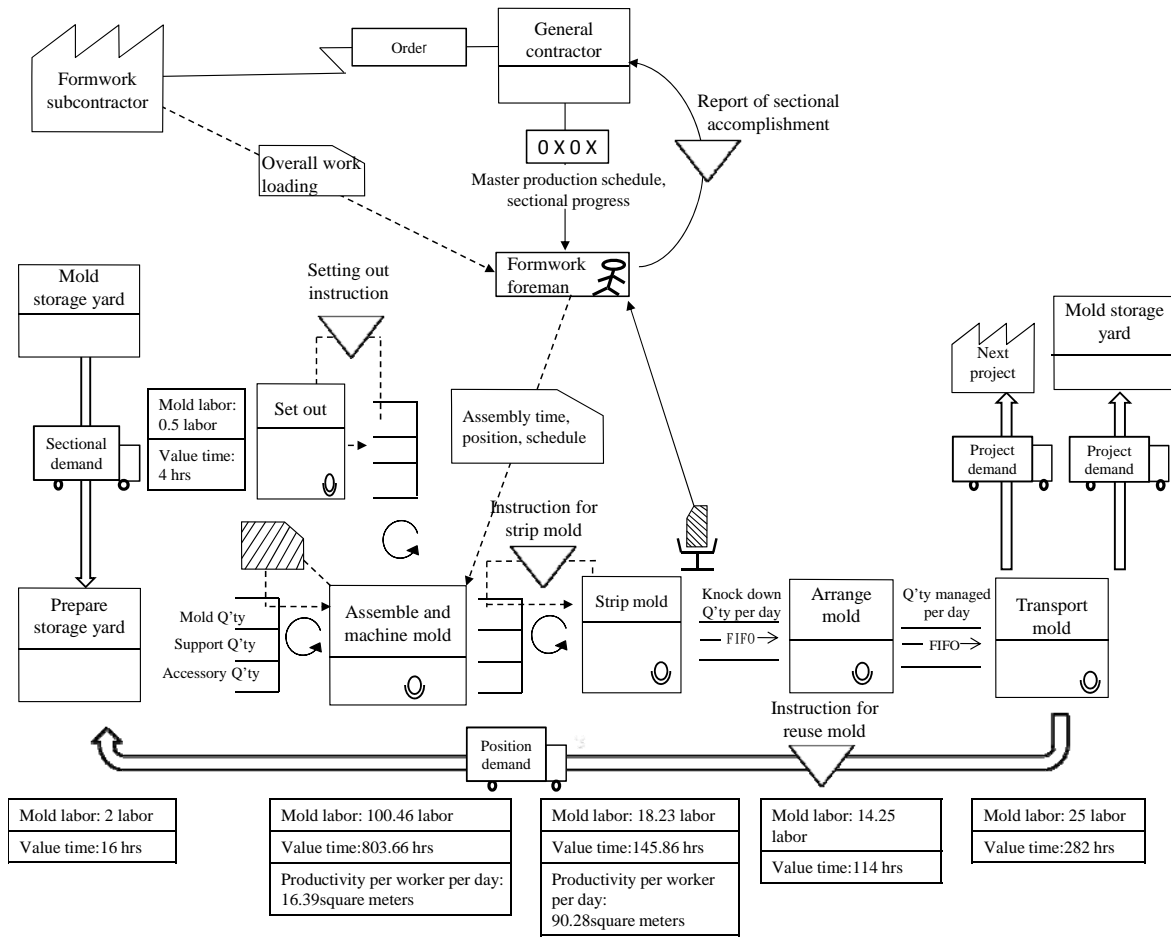 Formwork
subcontractor
Order
General
contractor
Report of sectional
accomplishment
0X0X
Overall work
loading
Master production schedule,
sectional progress
Formwork
foreman
Mold
storage yard
Setting out
instruction
Mold storage
yard
Next
project
Mold labor:
0.5 labor
Value time:
4 hrs
Set out
Assembly time,
position, schedule
Sectional
demand
Project
demand
Project
demand
Instruction for
strip mold
Prepare
storage yard
Mold Q'ty
Support Q'ty
Accessory Q'ty
Assemble and
machine mold
Strip mold
Knock down
Q'ty per day
FIFO
Arrange
mold
Q'ty managed
per day
FIFO
Transport
mold
Instruction for
reuse mold
Position
demand
Mold labor: 2 labor
Value time:16 hrs
Mold labor: 100.46 labor
Value time:803.66 hrs
Productivity per worker per day:
16.39square meters
Mold labor: 18.23 labor
Value time:145.86 hrs
Productivity per worker
per day:
90.28square meters
Mold labor: 14.25
labor
Value time:114 hrs
Mold labor: 25 labor
Value time:282 hrs